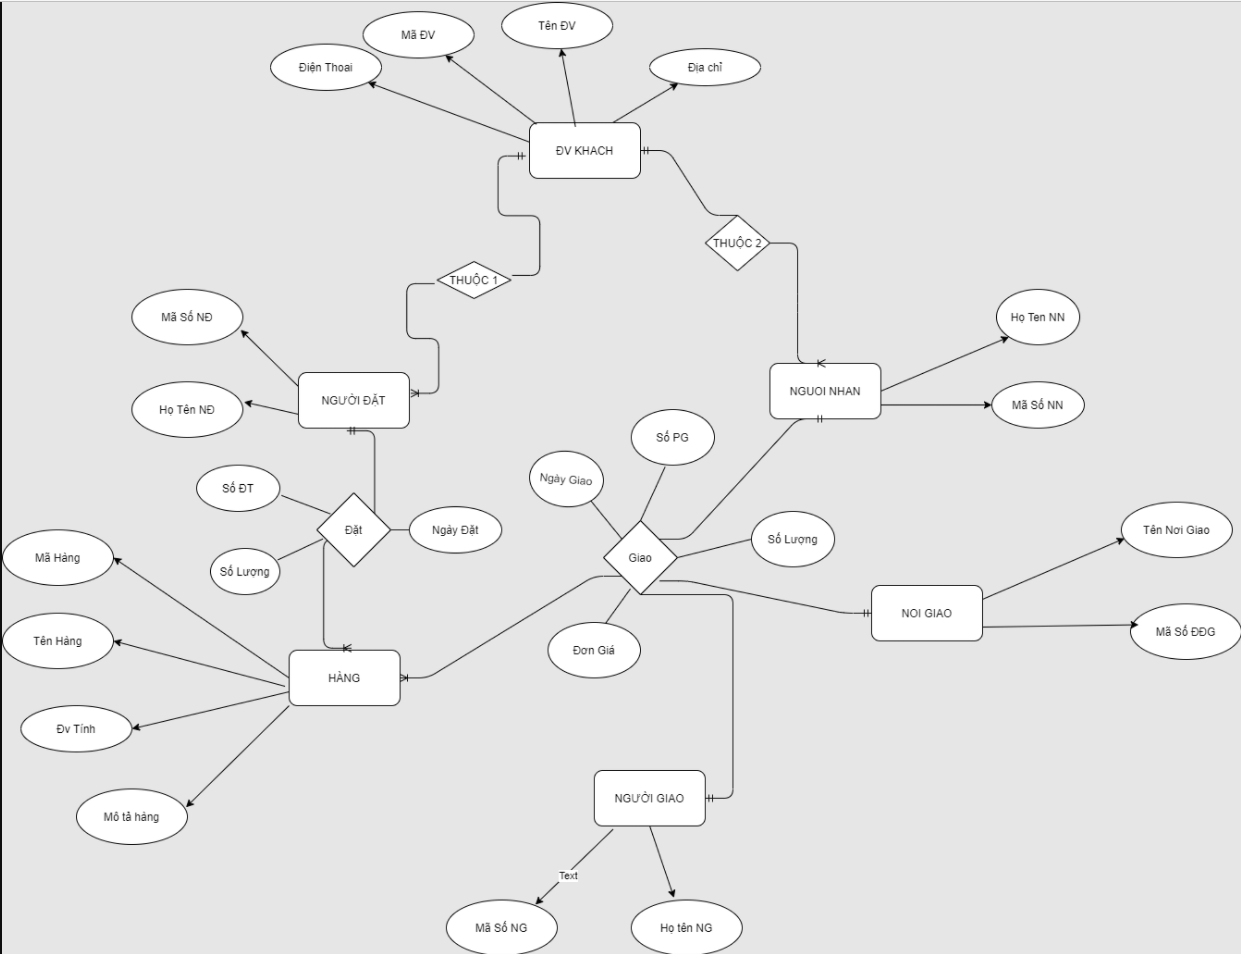 Tên ĐV
Mã ĐV
Điện Thoai
Địa chỉ
ĐV KHACH
THUỘC 2
THUỘC 1
Mã Số NĐ
Họ Ten NN
NGƯỜI ĐẶT
NGUOI NHAN
Họ Tên NĐ
Mã Số NN
Số PG
Ngày Giao
Số ĐT
Đặt
Ngáy Đặt
Tên Nơi Giao
Số Lượng
Mã Hàng
Giao
Số Lượng
NOI GIAO
Mã Số ĐĐG
Tên Hàng
Đơn Giá
HÀNG
Đv Tính
NGƯỜI GIAO
Mô tả hàng
Text
Mã Số NG
Họ tên NG